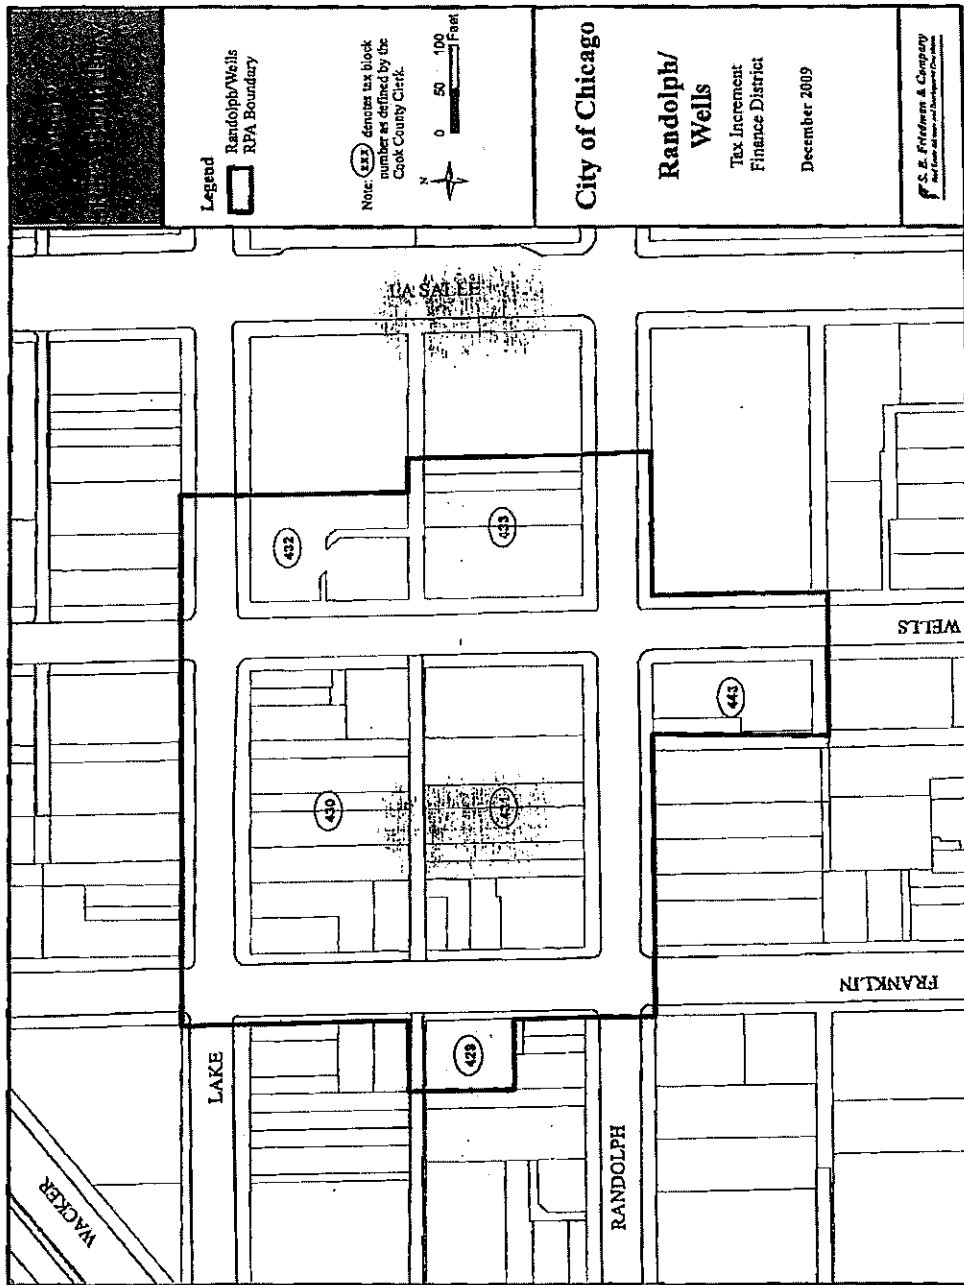 Legend
Randolph/Wells
RPA Boundary
Note: XXX denotes tax block
number as defined by the
Cook County Clerk.
N
0 50 100
Feet
City of Chicago
Randolph/
Wells
Tax Increment
Finance District
December 2009
S. B. Friedman & Company
WACKER
LAKE
RANDOLPH
LA SALLE
WELLS
FRANKLIN
432
433
430
431
443
429